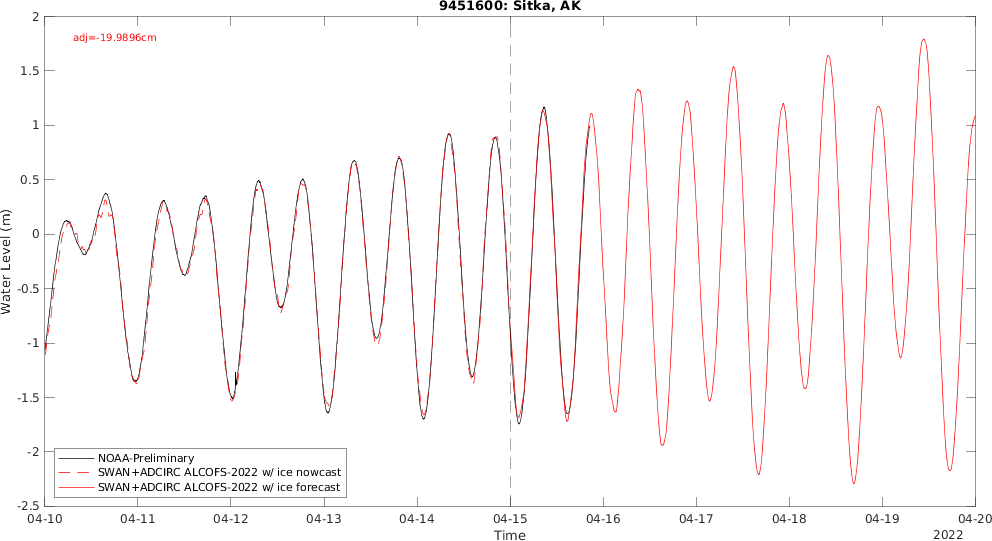 9451600: Sitka, AK
adj=-19.9896cm
2
1.5
1
0.5
0
-0.5
-1
-1.5
-2
-2.5
Water Level (m)
NOAA-Preliminary
SWAN+ADCIRC ALCOFS-2022 w/ ice nowcast
SWAN+ADCIRC ALCOFS-2022 w/ ice forecast
04-10 04-11 04-12 04-13 04-14 04-15 04-16 04-17 04-18 04-19 04-20
Time
2022